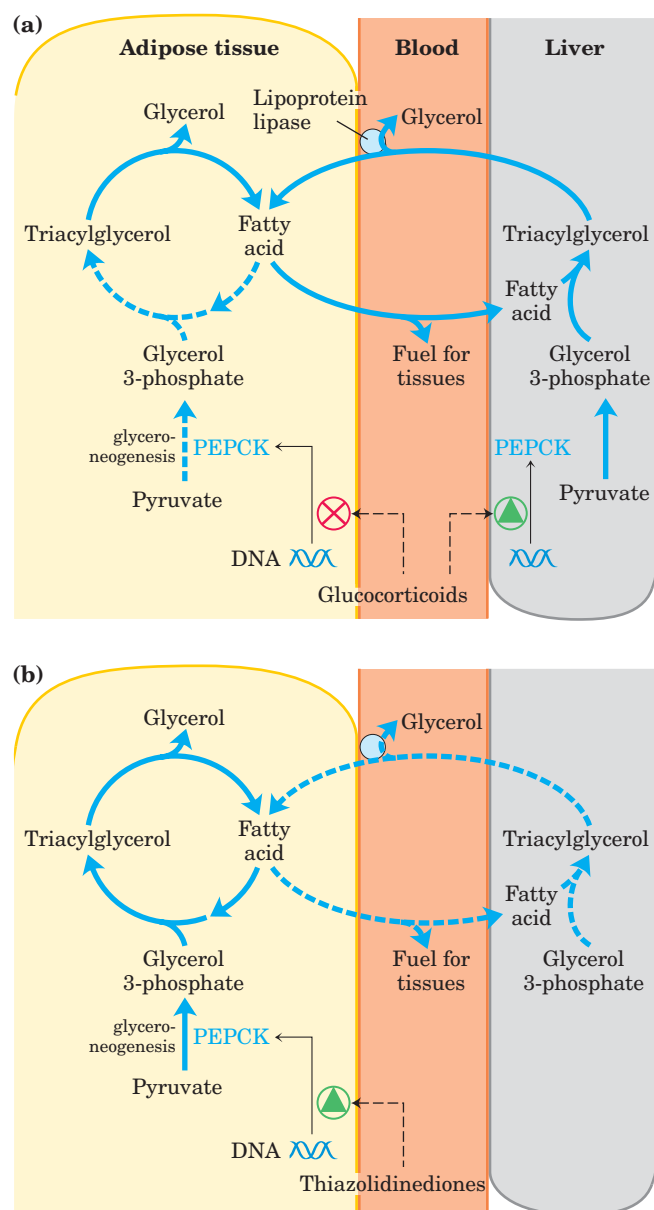 (a)
Adipose tissue
Blood
Liver
Glycerol
Lipoprotein
lipase
Glycerol
Triacylglycerol
Fatty
acid
Triacylglycerol
Fatty
acid
Glycerol
3-phosphate
Fuel for
tissues
Glycerol
3-phosphate
glycero-
neogenesis
PEPCK
PEPCK
Pyruvate
Pyruvate
DNA
Glucocorticoids
(b)
Glycerol
Glycerol
Triacylglycerol
Fatty
acid
Triacylglycerol
Fatty
acid
Glycerol
3-phosphate
Fuel for
tissues
Glycerol
3-phosphate
glycero-
neogenesis
PEPCK
Pyruvate
DNA
Thiazolidinediones